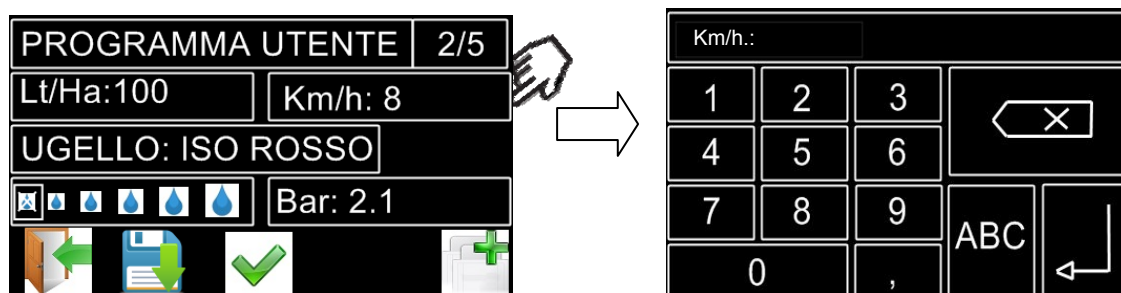 PROGRAMMA UTENTE 2/5
Lt/Ha:100 Km/h: 8
UGELLO: ISO ROSSO
Bar: 2.1
Km/h.:
1 2 3
4 5 6
7 8 9
ABC
0 ,